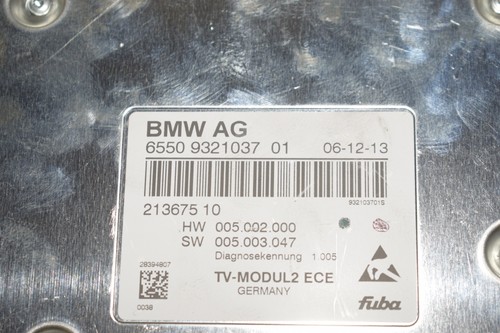 BMW AG
6550 9321037 01 06-12-13
932103701S
213675 10
HW 005.002.000
SW 005.003.047
Diagnosekennung 1 005
28394807
TV-MODUL2 ECE
GERMANY
0038
fuba